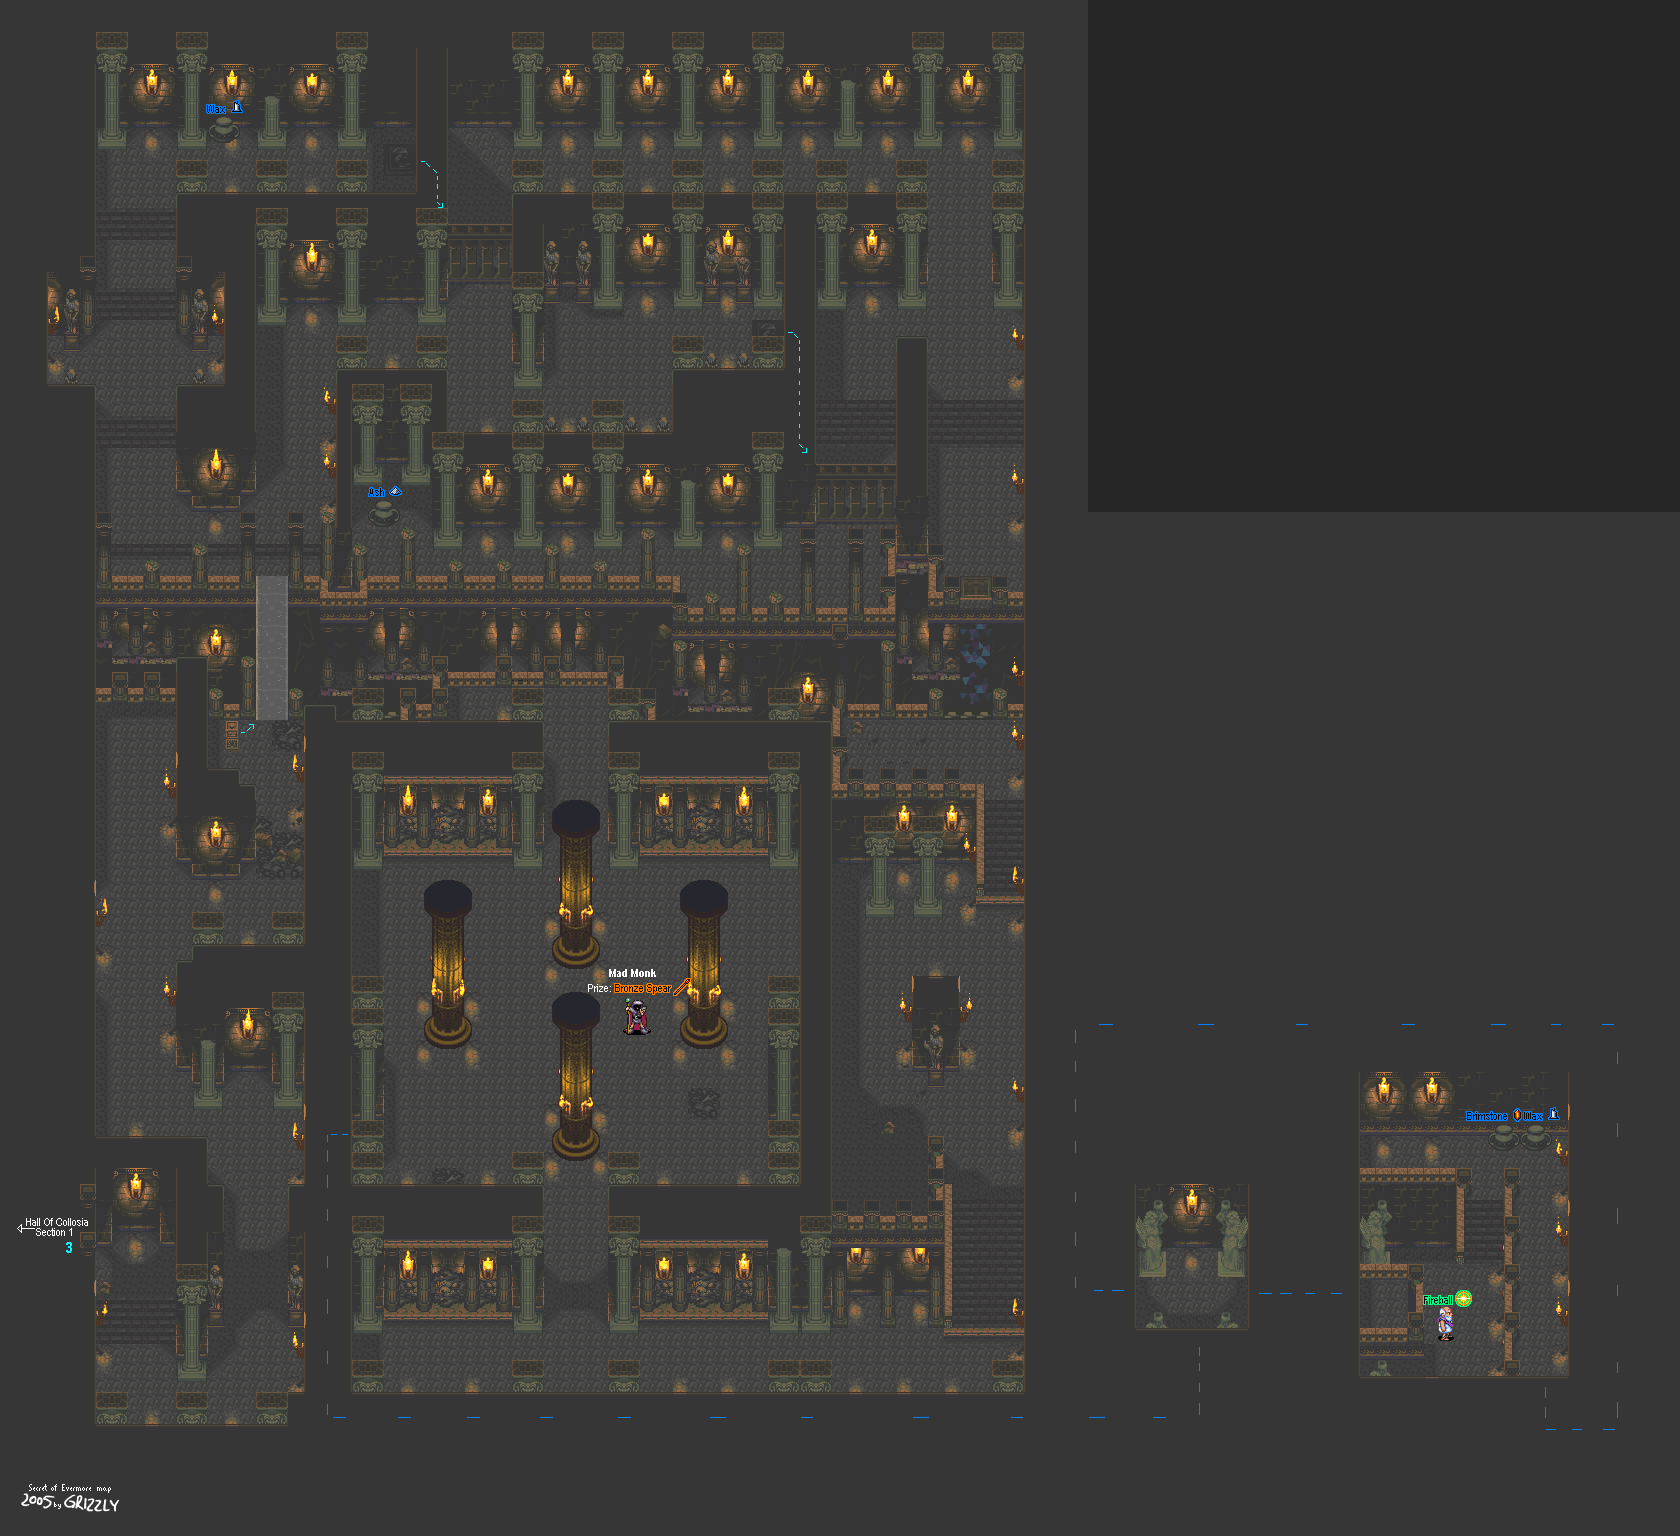 Wax
Ash
Mad Monk
Prize: Bronze Spear
Brimstone Wax
Hall Of Collosia
Section 1
3
Fireball
Secret of Evermore map
2005 by GRIZZLY